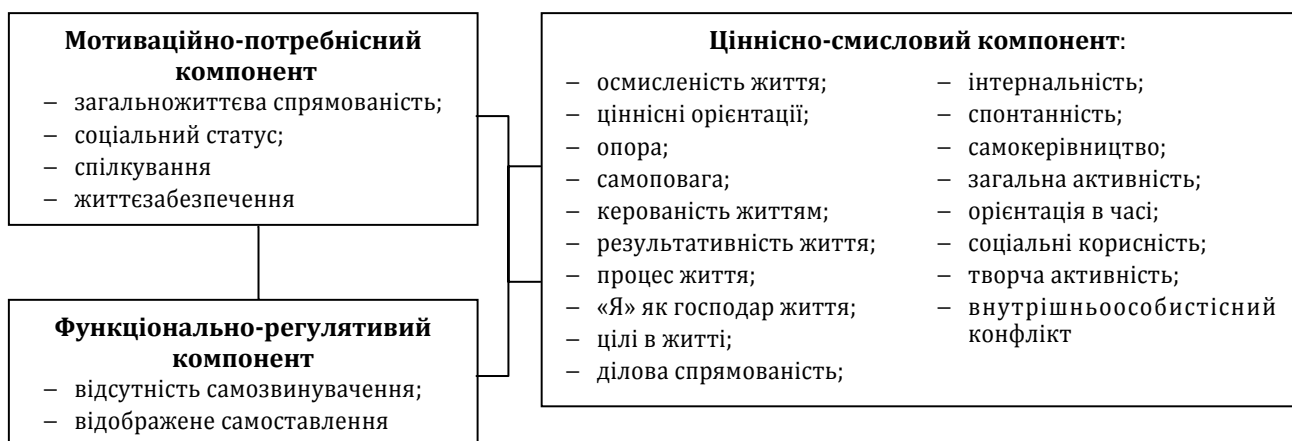 Мотиваційно-потребнісний
компонент
– загальножиттєва спрямованість;
– соціальний статус;
– спілкування
– життєзабезпечення
Функціонально-регулятивий
компонент
– відсутність самозвинувачення;
– відображене самоставлення
Ціннісно-смисловий компонент:
– осмисленість життя;
– ціннісні орієнтації;
– опора;
– самоповага;
– керованість життям;
– результативність життя;
– процес життя;
– «Я» як господар життя;
– цілі в житті;
– ділова спрямованість;
– інтернальність;
– спонтанність;
– самокерівництво;
– загальна активність;
– орієнтація в часі;
– соціальні корисність;
– творча активність;
– внутрішньоособистісний
конфлікт